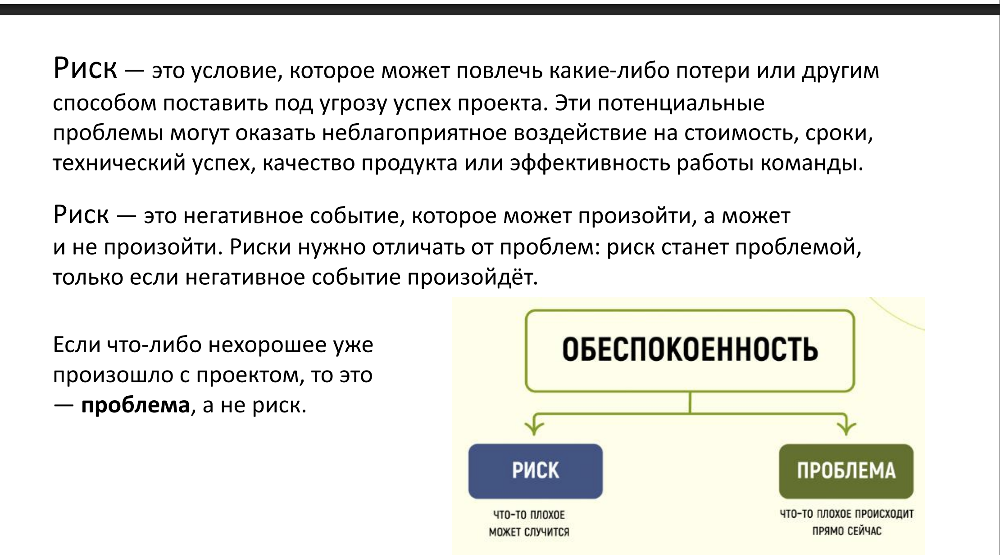 Риск — это условие, которое может повлечь какие-либо потери или другим
способом поставить под угрозу успех проекта. Эти потенциальные
проблемы могут оказать неблагоприятное воздействие на стоимость, сроки,
технический успех, качество продукта или эффективность работы команды.
Риск — это негативное событие, которое может произойти, а может
и не произойти. Риски нужно отличать от проблем: риск станет проблемой,
только если негативное событие произойдёт.
Если что-либо нехорошее уже
произошло с проектом, то это
— проблема, а не риск.
ОБЕСПОКОЕННОСТЬ
РИСК
ЧТО-ТО ПЛОХОЕ
МОЖЕТ СЛУЧИТСЯ
ПРОБЛЕМА
ЧТО-ТО ПЛОХОЕ ПРОИСХОДИТ
ПРЯМО СЕЙЧАС